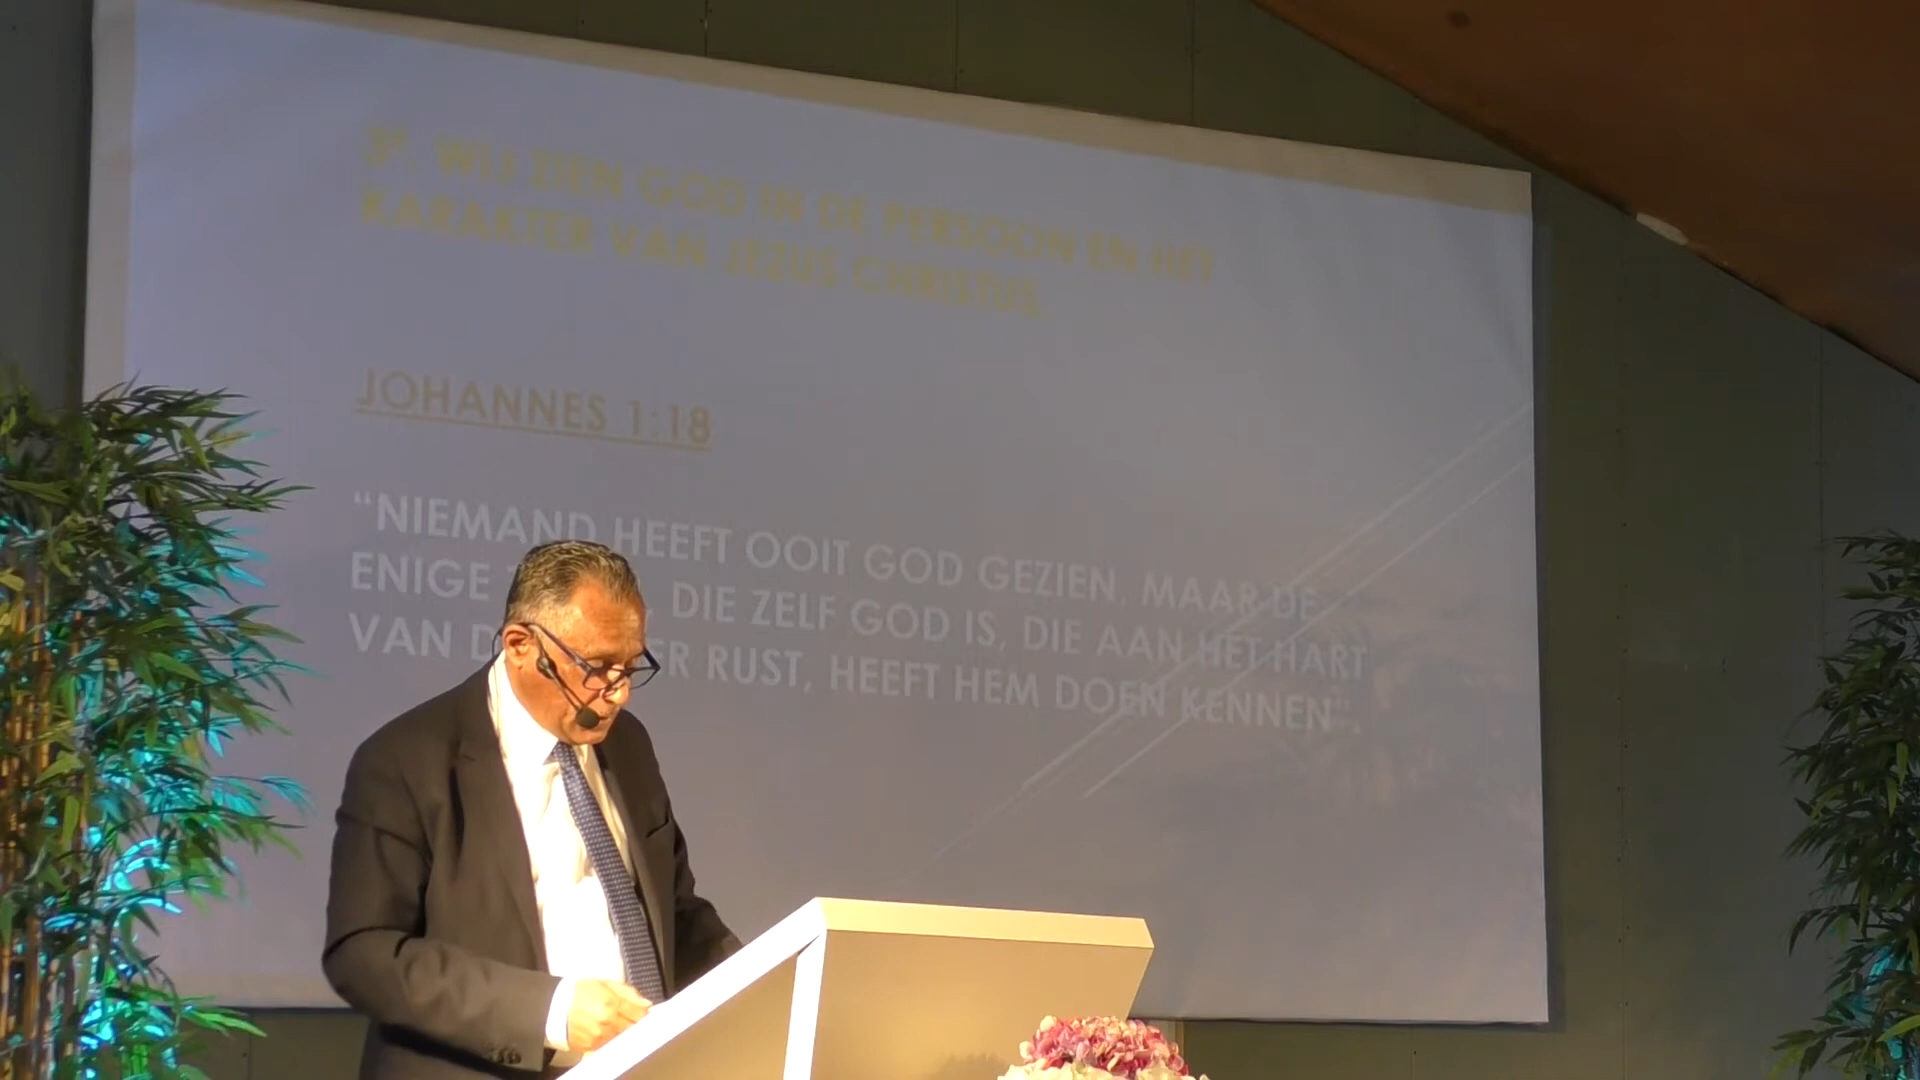 3e. WIJ ZIEN GOD IN DE PERSOON EN HET
KARAKTER VAN JEZUS CHRISTUS.
JOHANNES 1:18
“NIEMAND HEEFT OOIT GOD GEZIEN, MAAR DE
ENIGE , DIE ZELF GOD IS, DIE AAN HET HART
VAN RUST, HEEFT HEM DOEN KENNEN”.